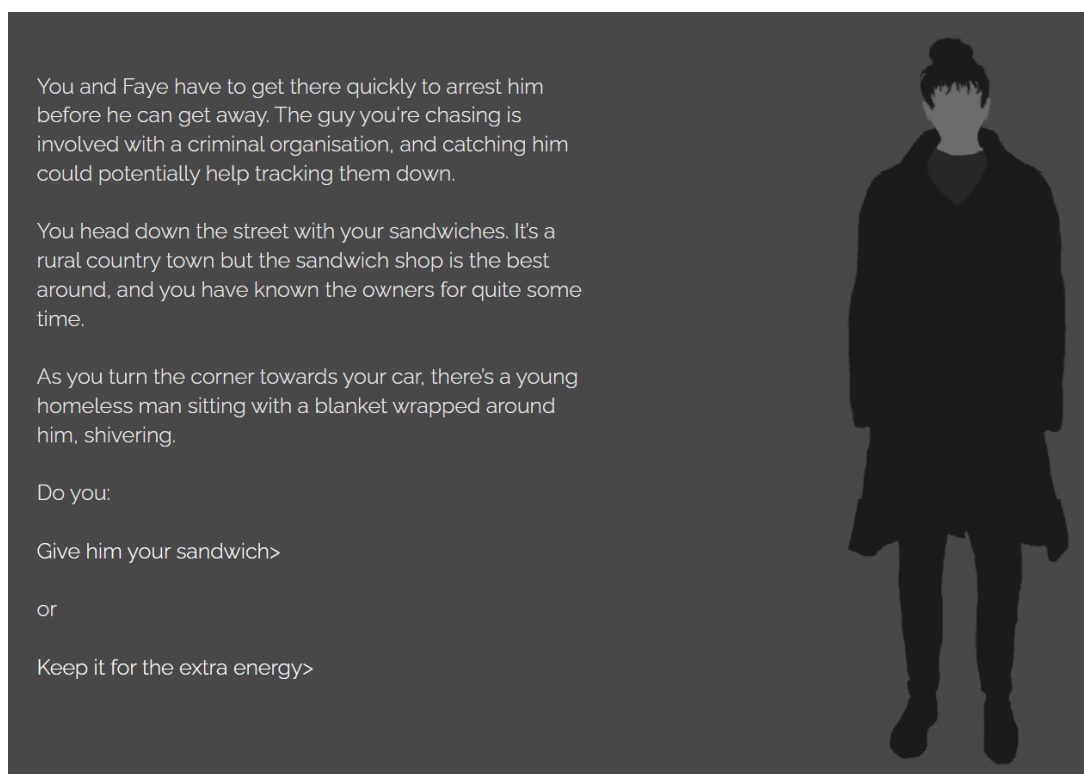 You and Faye have to get there quickly to arrest him
before he can get away. The guy you're chasing is
involved with a criminal organisation, and catching him
could potentially help tracking them down.
You head down the street with your sandwiches. It's a
rural country town but the sandwich shop is the best
around, and you have known the owners for quite some
time.
As you turn the corner towards your car, there's a young
homeless man sitting with a blanket wrapped around
him, shivering.
Do you:
Give him your sandwich>
or
Keep it for the extra energy>